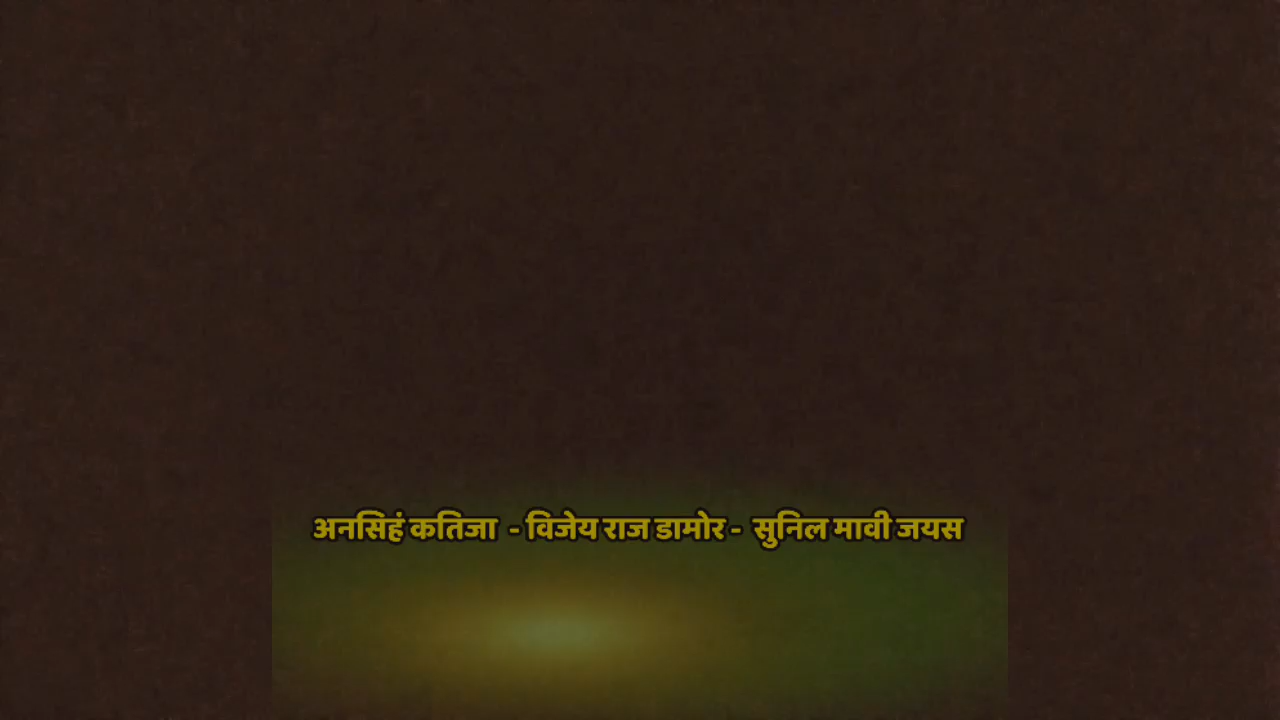 अनसिहं कतिजा - विजेय राज डामोर - सुनिल मावी जयस